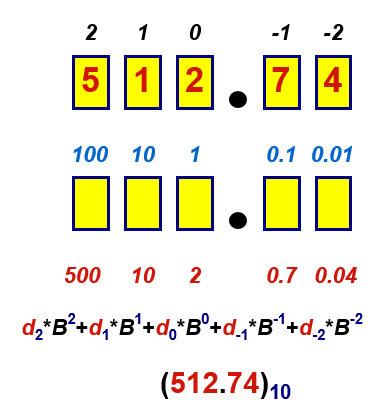 2 1 0 -1 -2
5 1 2 . 7 4
100 10 1 0.1 0.01
.
500 10 2 0.7 0.04
d₂*B²+d₁*B¹+d₀*B⁰+d₋₁*B⁻¹+d₋₂*B⁻²
(512.74)₁₀